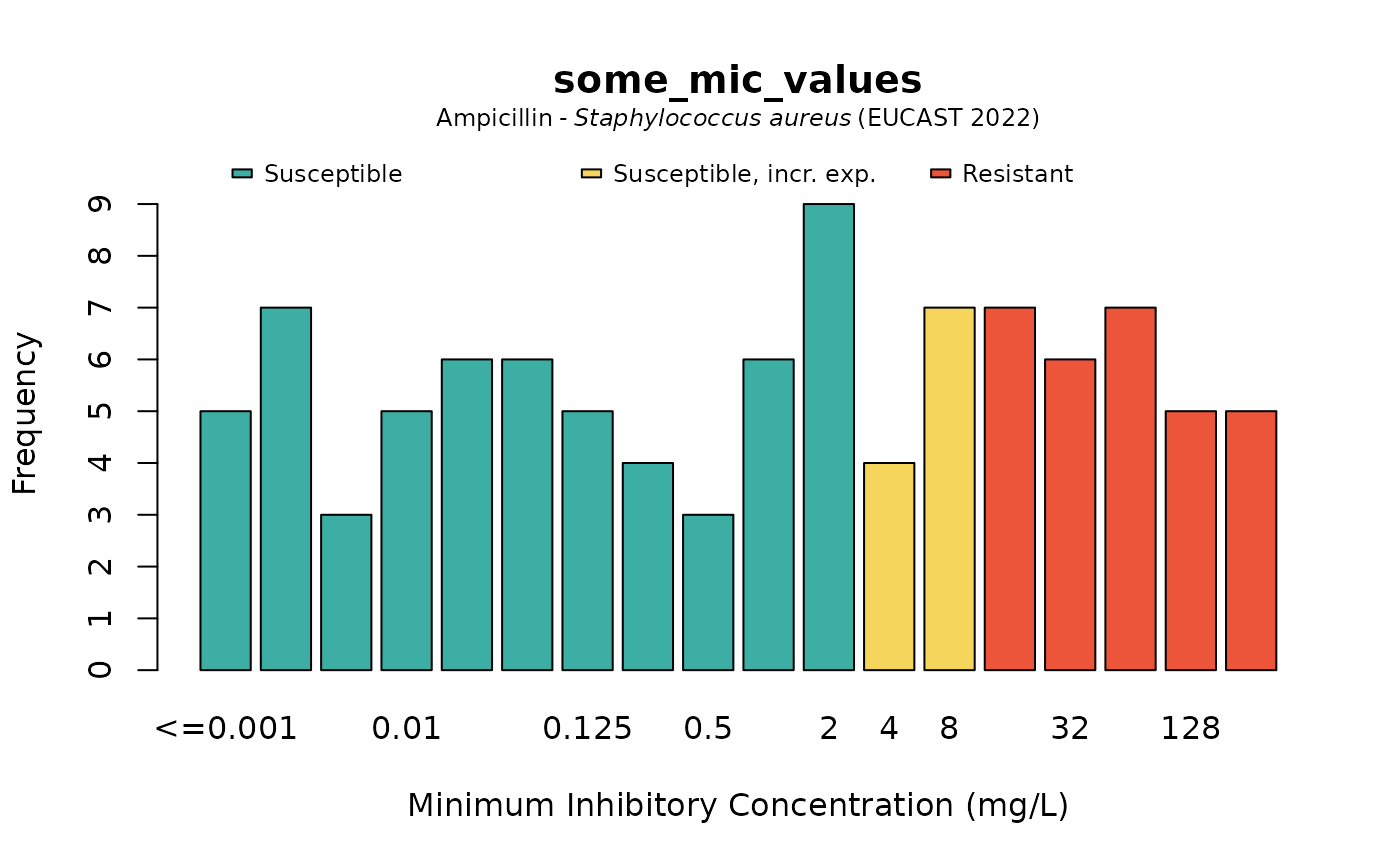 some_mic_values
Ampicillin - Staphylococcus aureus (EUCAST 2022)
Susceptible Susceptible, incr. exp. Resistant
Frequency
9
8
7
6
5
4
3
2
1
0
<=0.001 0.01 0.125 0.5 2 4 8 32 128
Minimum Inhibitory Concentration (mg/L)